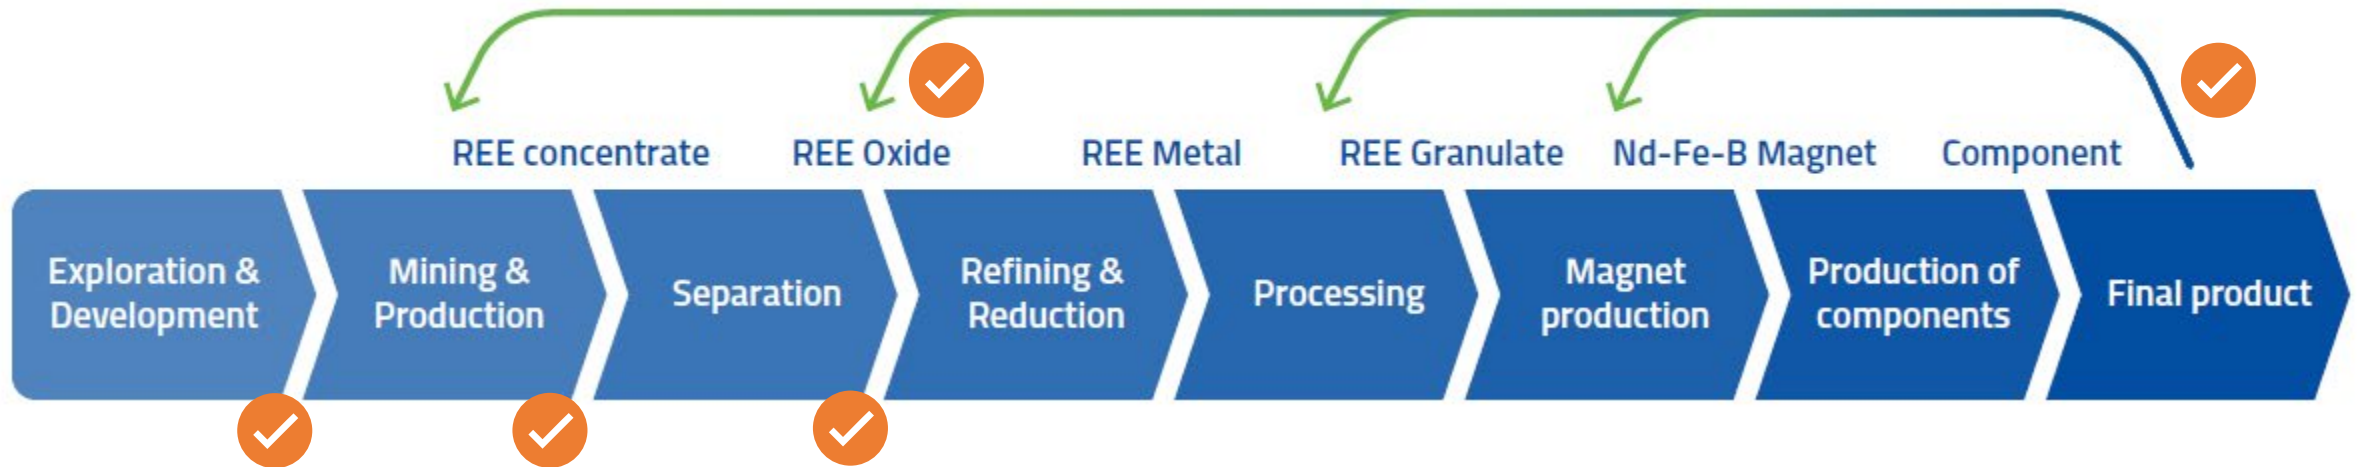 REE concentrate
REE Oxide
REE Metal
REE Granulate
Nd-Fe-B Magnet
Component
Exploration &
Development
Mining &
Production
Separation
Refining &
Reduction
Processing
Magnet
production
Production of
components
Final product